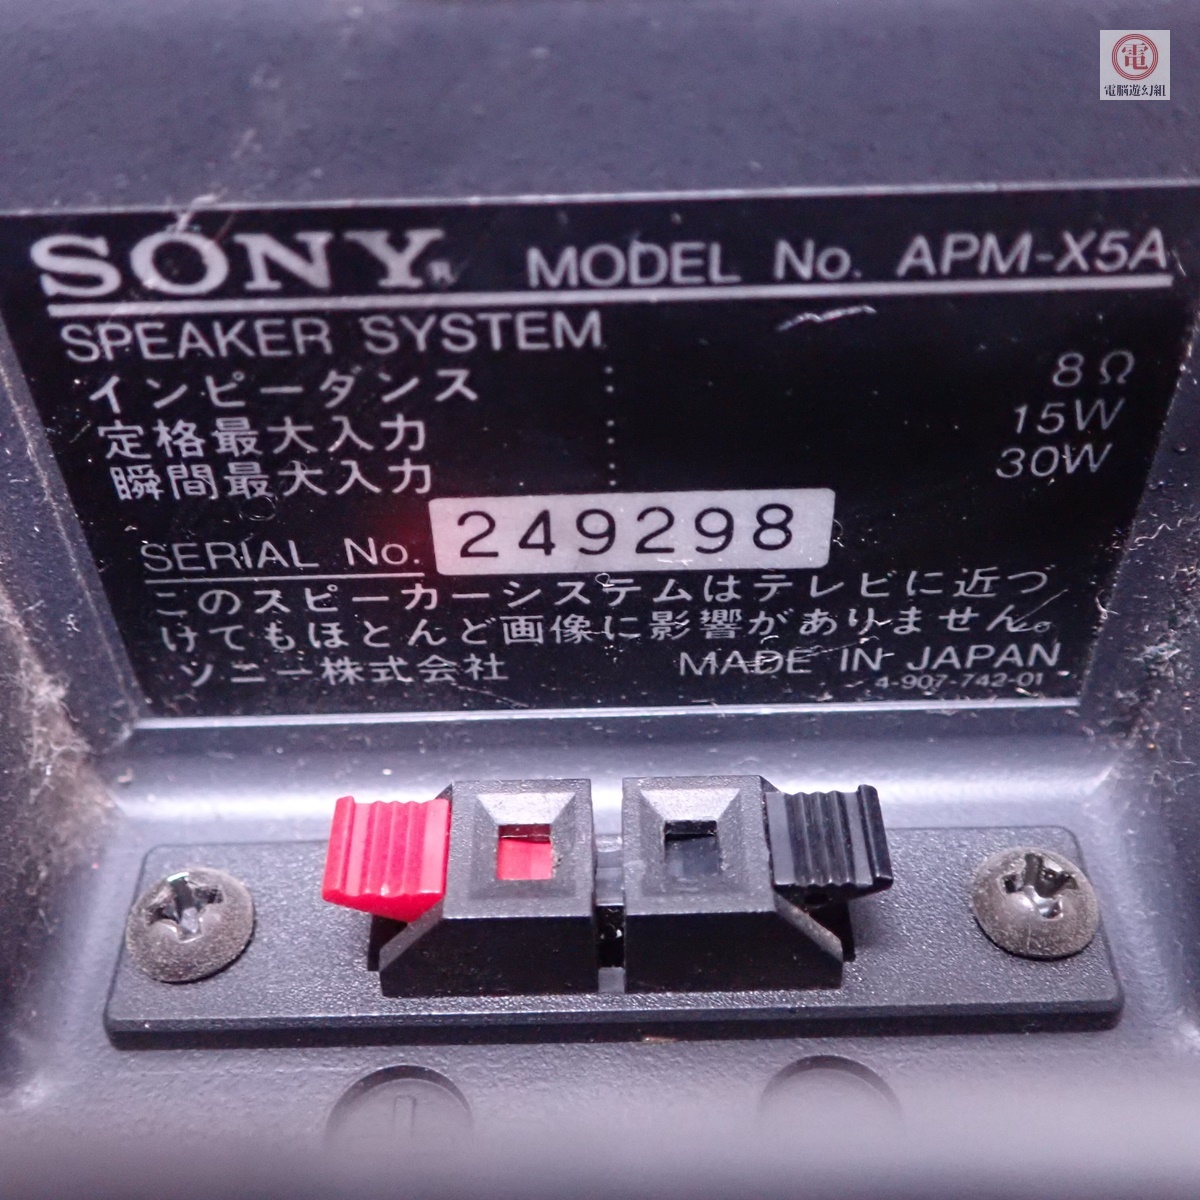 電
電脳遊幻組
SONY® MODEL No. APM-X5A
SPEAKER SYSTEM
インピーダンス : 8Ω
定格最大入力 : 15W
瞬間最大入力 : 30W
SERIAL No. 249298
このスピーカーシステムはテレビに近づ
けてもほとんど画像に影響がありません。
ソニー株式会社 MADE IN JAPAN
4-907-742-01